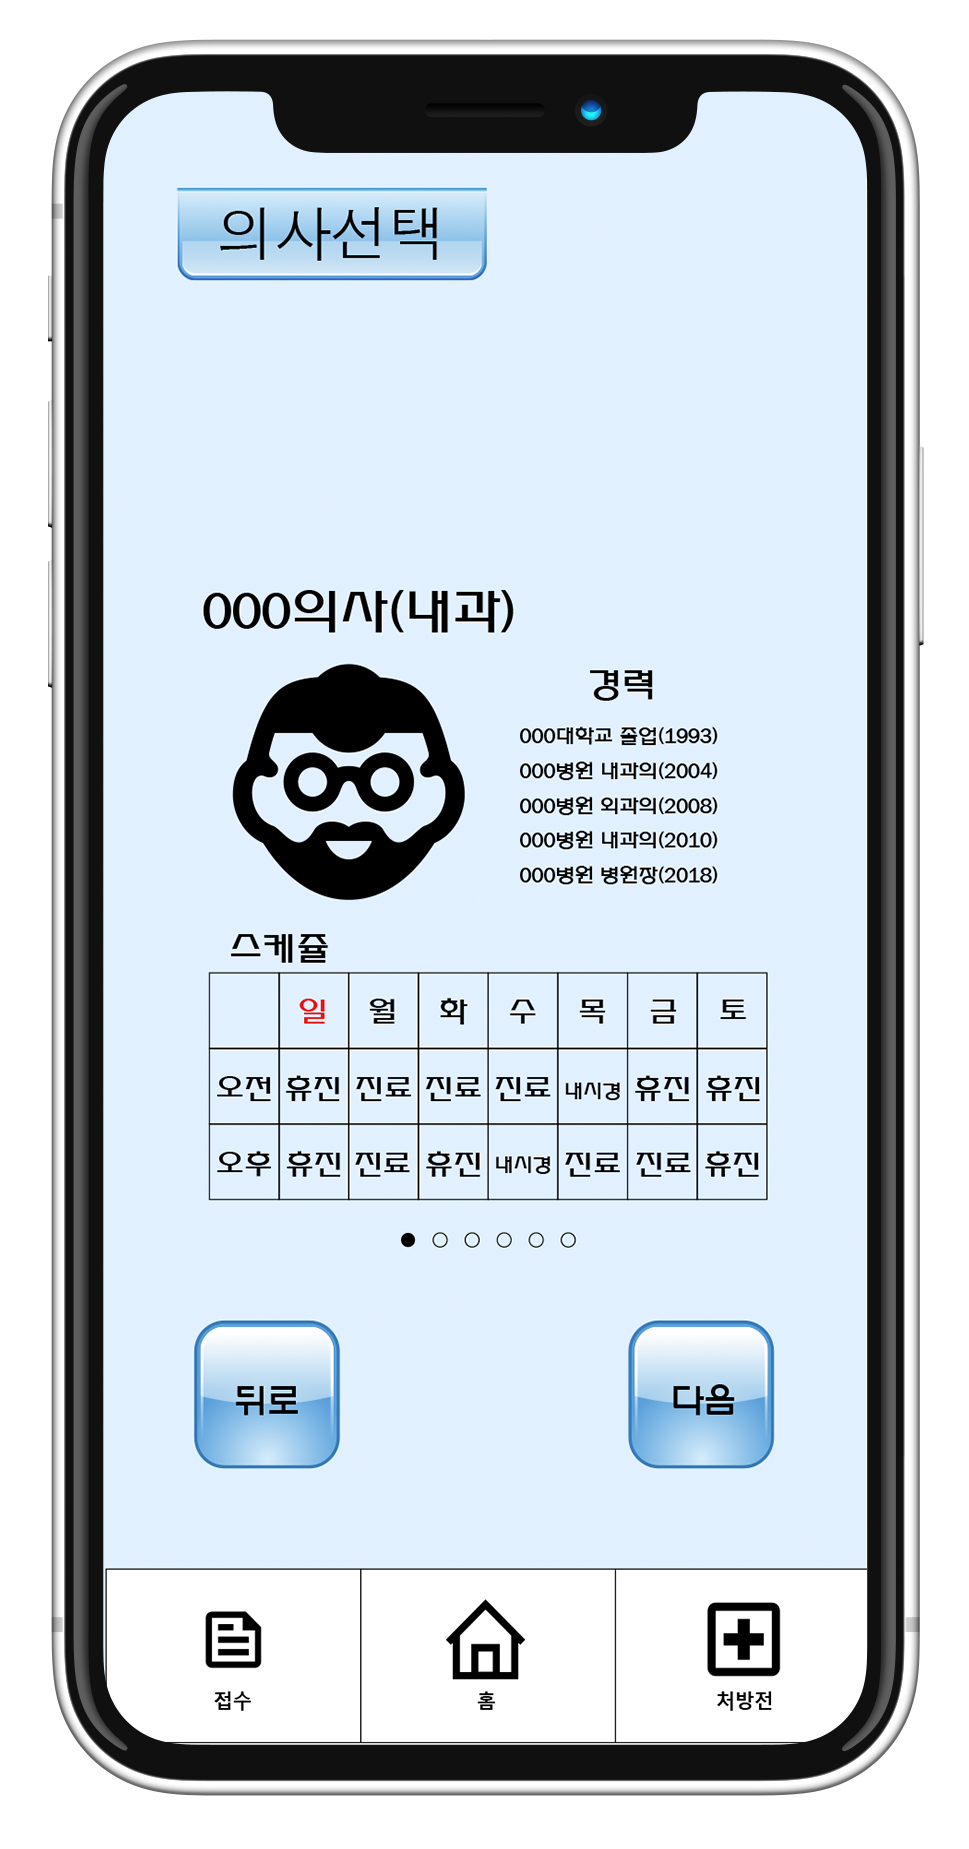 의사선택
000의사(내과)
경력
000대학교 졸업(1993)
000병원 내과의(2004)
000병원 외과의(2008)
000병원 내과의(2010)
000병원 병원장(2018)
스케쥴
일 월 화 수 목 금 토
오전 휴진 진료 진료 진료 내시경 휴진 휴진
오후 휴진 진료 휴진 내시경 진료 진료 휴진
뒤로 다음
접수 홈 처방전